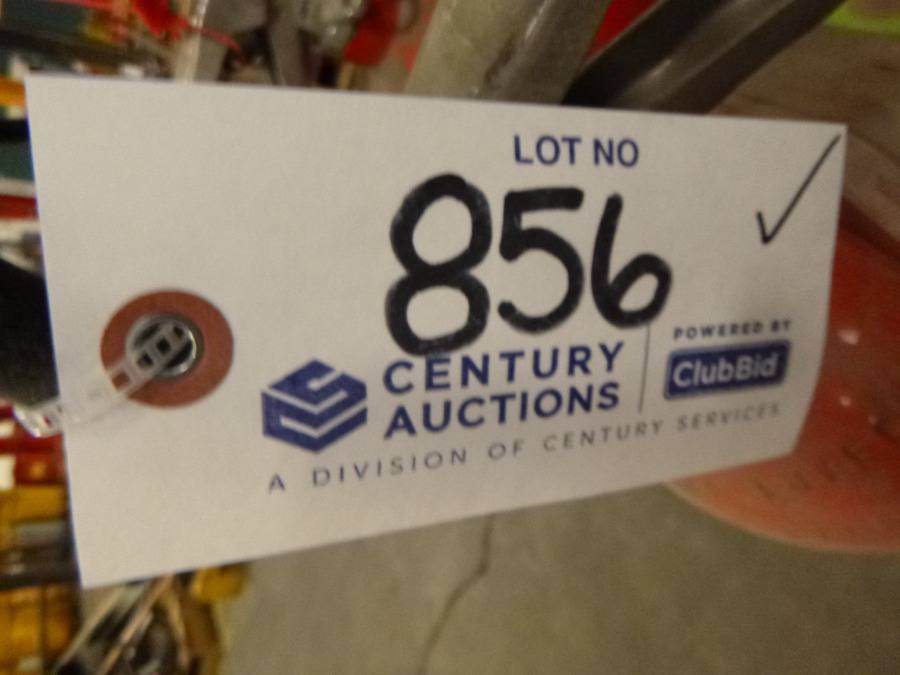 LOT NO
856
CENTURY
AUCTIONS
POWERED BY
ClubBid
A DIVISION OF CENTURY SERVICES